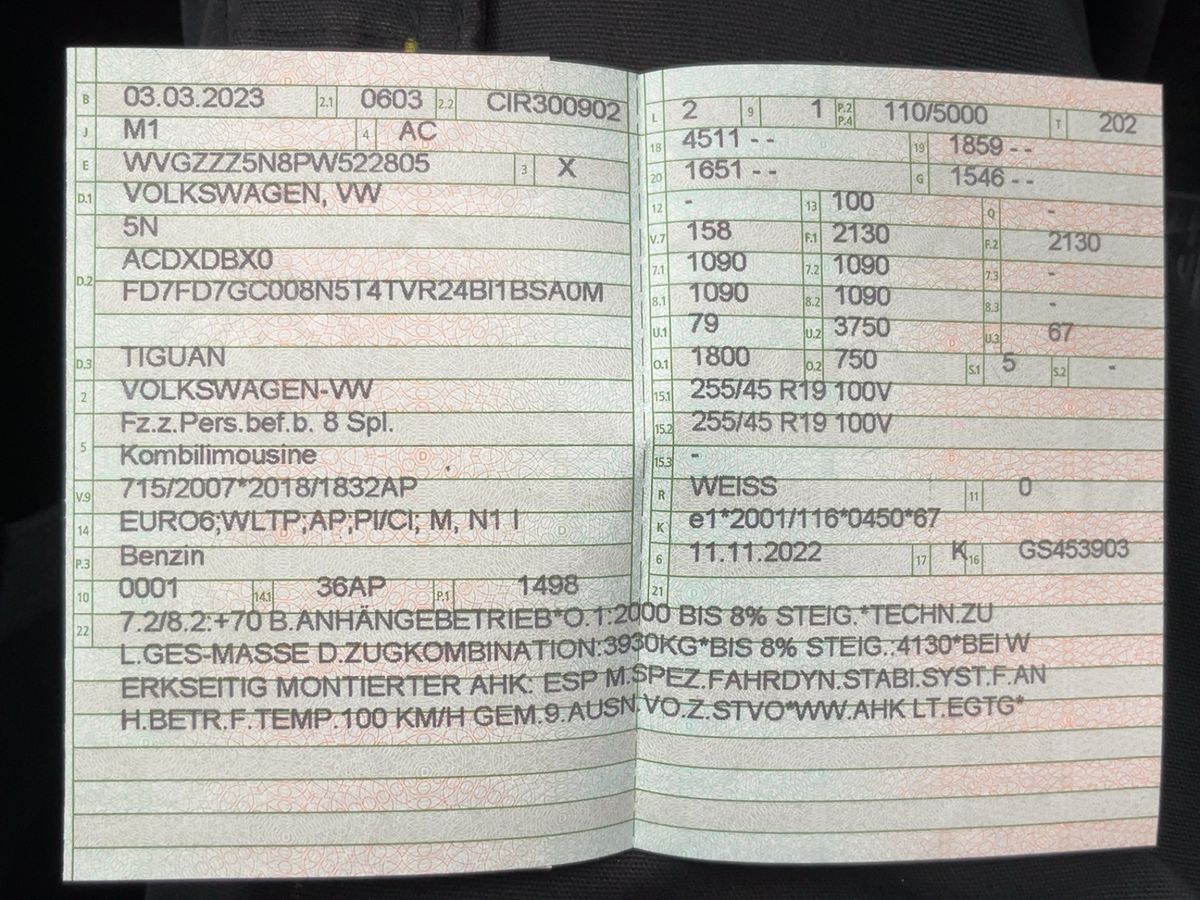 B 03.03.2023 2.1 0603 2.2 CIR300902
J M1 4 AC
E WVGZZZ5N8PW522805 3 X
D.1 VOLKSWAGEN, VW
5N
D.2 ACDXDBX0
FD7FD7GC008N5T4TVR24BI1BSA0M
D.3 TIGUAN
2 VOLKSWAGEN-VW
Fz.z.Pers.bef.b. 8 Spl.
5 Kombilimousine
V.9 715/2007*2018/1832AP
14 EURO6;WLTP;AP;PI/CI; M, N1 I
P.3 Benzin
10 0001 14.1 36AP P.1 1498
L 2 9 1 P.2 P.4 110/5000 T 202
18 4511 - - 19 1859 - -
20 1651 - - G 1546 - -
12 - 13 100 Q -
V.7 158 F.1 2130 F.2 2130
7.1 1090 7.2 1090 7.3 -
8.1 1090 8.2 1090 8.3 -
U.1 79 U.2 3750 U.3 67
O.1 1800 O.2 750 S.1 5 S.2 -
15.1 255/45 R19 100V
15.2 255/45 R19 100V
15.3 -
R WEISS 11 0
K e1*2001/116*0450*67
6 11.11.2022 17 K 16 GS453903
21
22 7.2/8.2:+70 B.ANHÄNGEBETRIEB*O.1:2000 BIS 8% STEIG.*TECHN.ZU
L.GES-MASSE D.ZUGKOMBINATION:3930KG*BIS 8% STEIG.:4130*BEI W
ERKSEITIG MONTIERTER AHK: ESP M.SPEZ.FAHRDYN.STABI.SYST.F.AN
H.BETR.F.TEMP.100 KM/H GEM.9.AUSN.VO.Z.STVO*WW.AHK LT.EGTG*